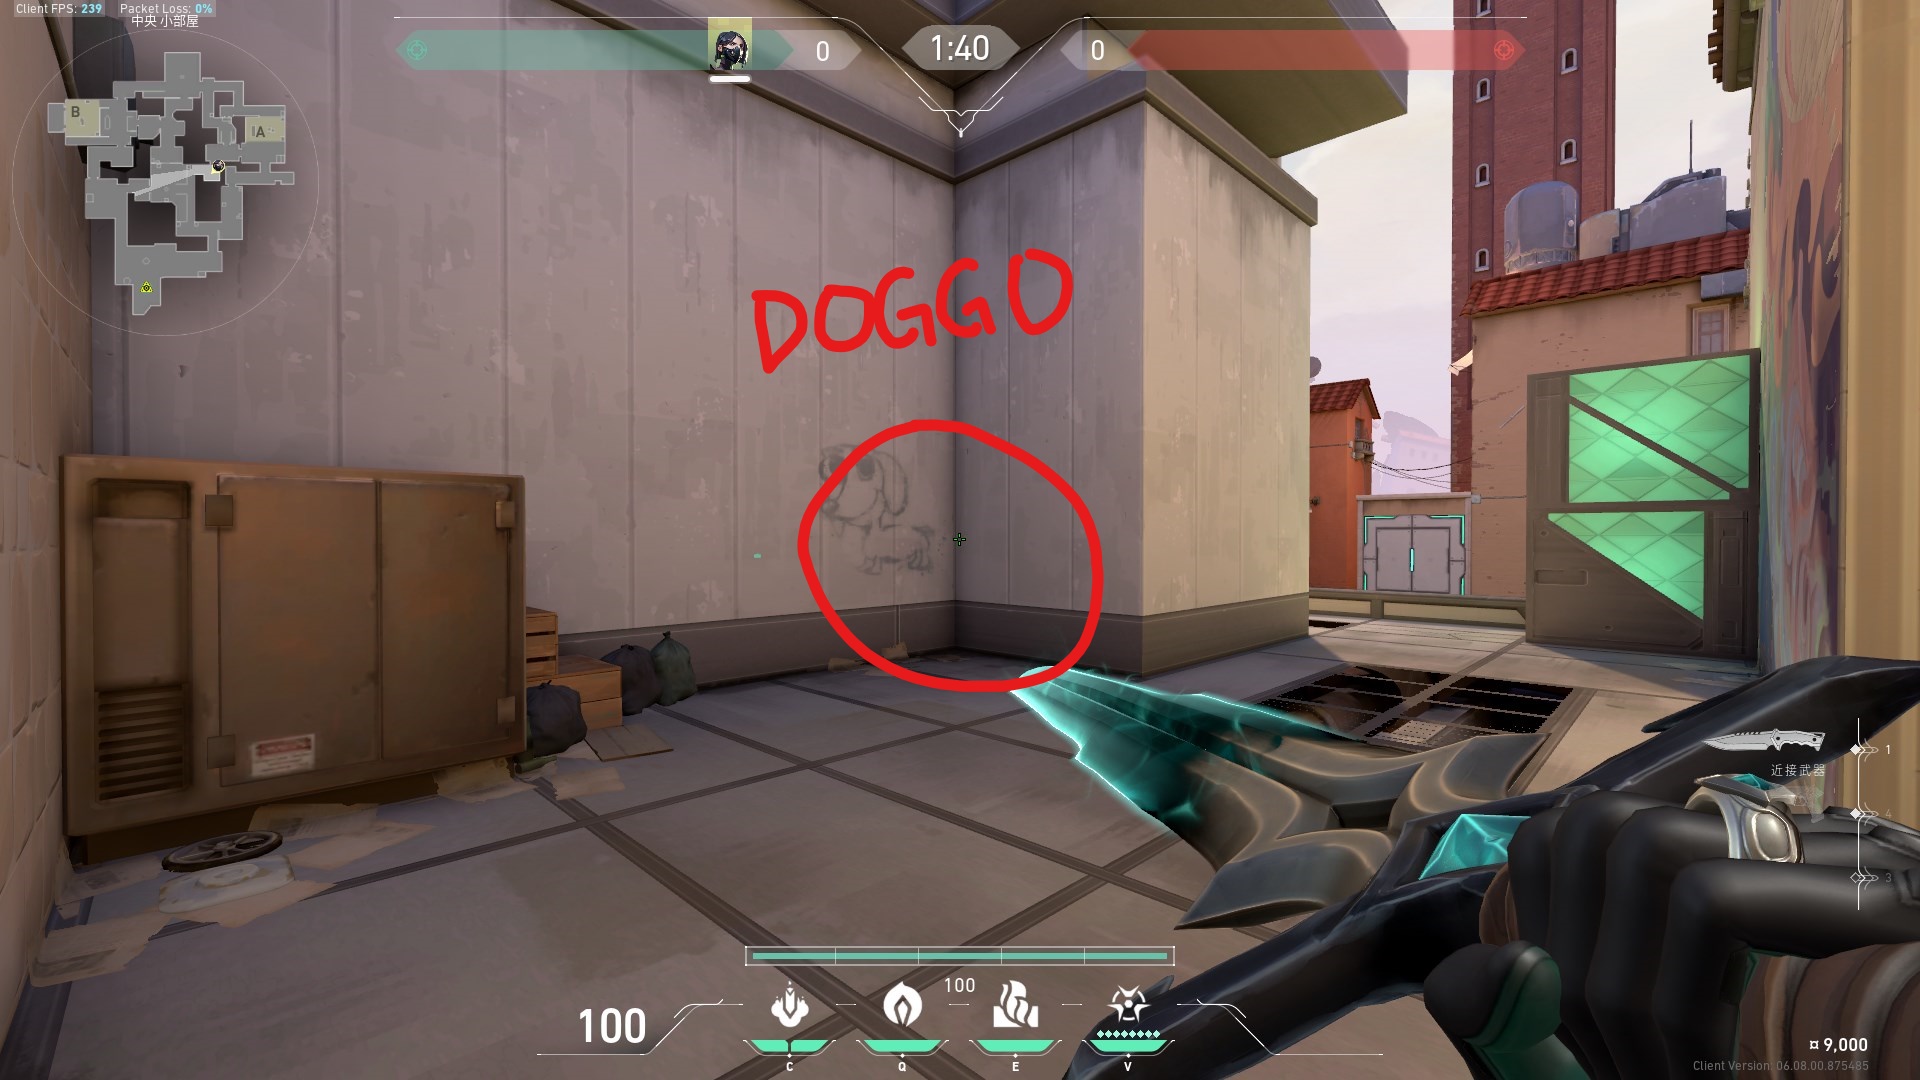 Client FPS: 239 Packet Loss: 0%
中央 小部屋
B
A
0
1:40
0
DOGGO
1
近接武器
4
3
100
100
C
Q
E
V
¤ 9,000
Client Version: 06.08.00.875485